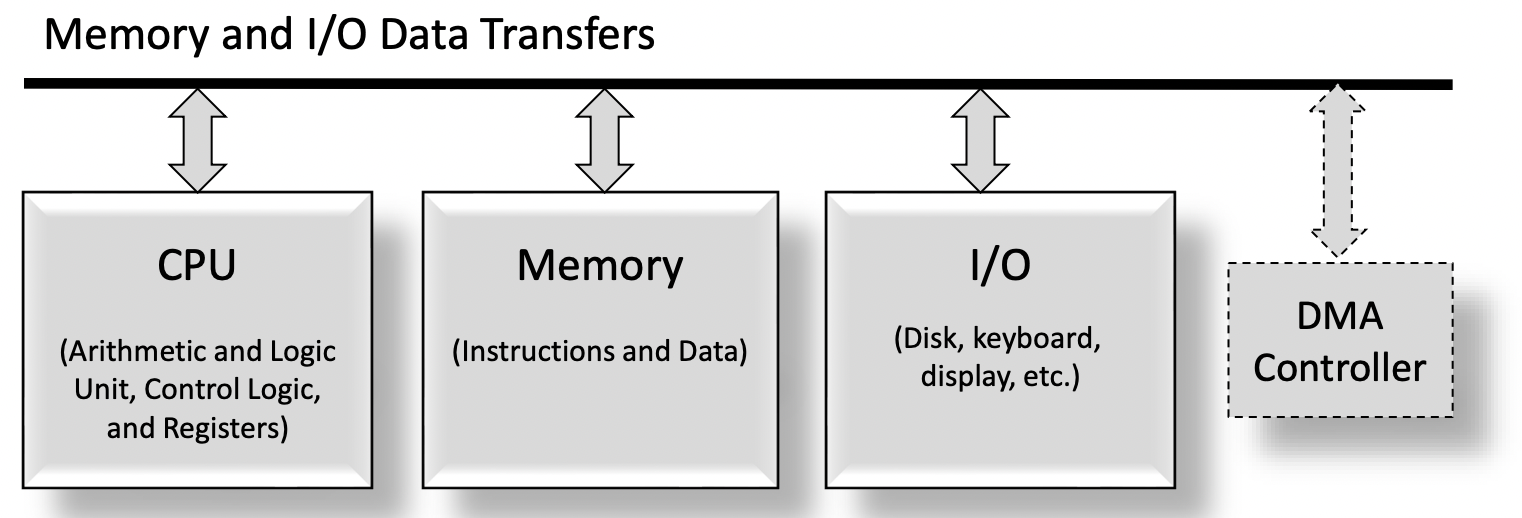 Memory and I/O Data Transfers
CPU
(Arithmetic and Logic
Unit, Control Logic,
and Registers)
Memory
(Instructions and Data)
I/O
(Disk, keyboard,
display, etc.)
DMA
Controller